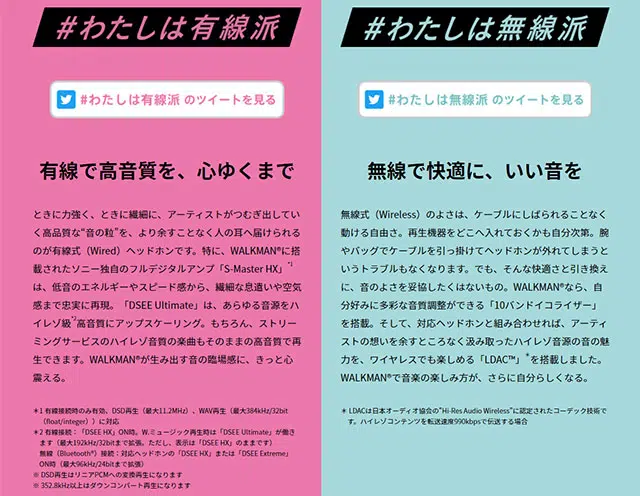 #わたしは有線派
#わたしは有線派 のツイートを見る
有線で高音質を、心ゆくまで
ときに力強く、ときに繊細に、アーティストがつむぎ出してい
く高品質な“音の粒”を、より余すことなく人の耳へ届けられる
のが有線式（Wired）ヘッドホンです。特に、WALKMAN®に搭
載されたソニー独自のフルデジタルアンプ「S-Master HX」*1
は、低音のエネルギーやスピード感から、繊細な息遣いや空気
感まで忠実に再現。「DSEE Ultimate」は、あらゆる音源をハ
イレゾ級*2高音質にアップスケーリング。もちろん、ストリー
ミングサービスのハイレゾ音質の楽曲もそのままの高音質で再
生できます。WALKMAN®が生み出す音の臨場感に、きっと心
震える。
＊1 有線接続時のみ有効、DSD再生（最大11.2MHz）、WAV再生（最大384kHz/32bit
（float/integer））に対応
＊2 有線接続：「DSEE HX」ON時。W.ミュージック再生時は「DSEE Ultimate」が働き
ます（最大192kHz/32bitまで拡張。ただし、表示は「DSEE HX」のままです）
無線（Bluetooth®）接続：対応ヘッドホンの「DSEE HX」または「DSEE Extreme」
ON時（最大96kHz/24bitまで拡張）
※ DSD再生はリニアPCMへの変換再生になります
※ 352.8kHz以上はダウンコンバート再生になります
#わたしは無線派
#わたしは無線派 のツイートを見る
無線で快適に、いい音を
無線式（Wireless）のよさは、ケーブルにしばられることなく
動ける自由さ。再生機器をどこへ入れておくかも自分次第。腕
やバッグでケーブルを引っ掛けてヘッドホンが外れてしまうと
いうトラブルもなくなります。でも、そんな快適さと引き換え
に、音のよさを妥協したくはないもの。WALKMAN®なら、自
分好みに多彩な音質調整ができる「10バンドイコライザー」
を搭載。そして、対応ヘッドホンと組み合わせれば、アーティ
ストの想いを余すところなく汲み取ったハイレゾ音源の音の魅
力を、ワイヤレスでも楽しめる「LDAC™」*を搭載しました。
WALKMAN®で音楽の楽しみ方が、さらに自分らしくなる。
＊ LDACは日本オーディオ協会の"Hi-Res Audio Wireless"に認定されたコーデック技術で
す。ハイレゾコンテンツを転送速度990kbpsで伝送する場合